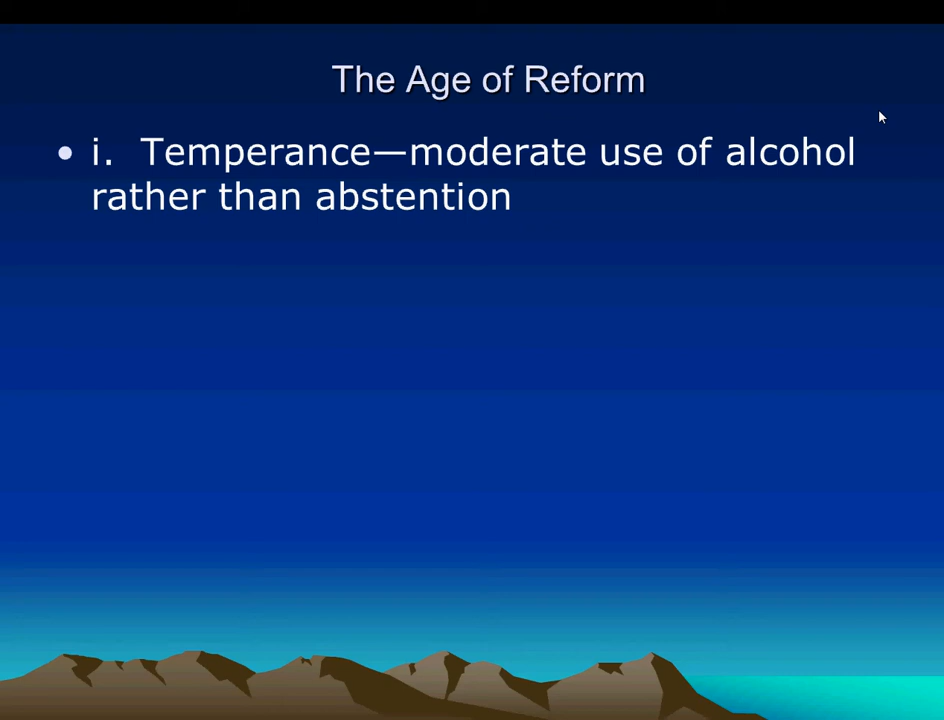 The Age of Reform
• i. Temperance—moderate use of alcohol
rather than abstention